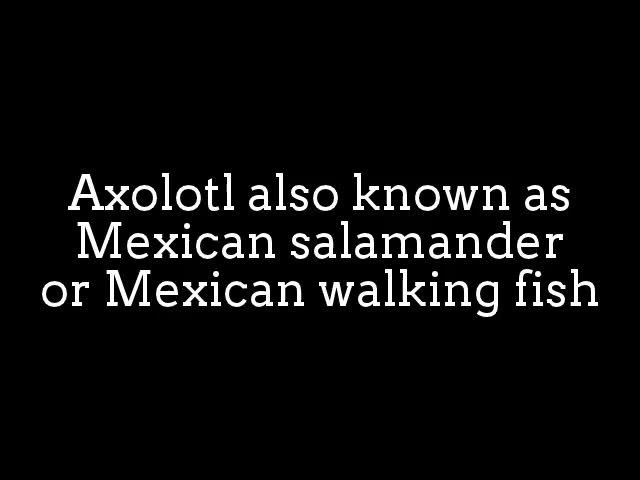 Axolotl also known as
Mexican salamander
or Mexican walking fish